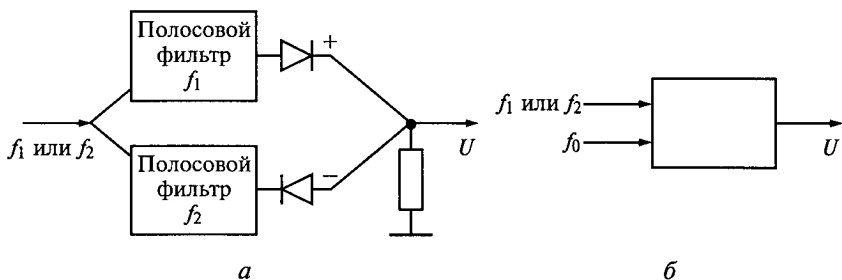 Полосовой
фильтр
f1
+
f1 или f2
U
Полосовой
фильтр
f2
–
а
f1 или f2
f0
U
б